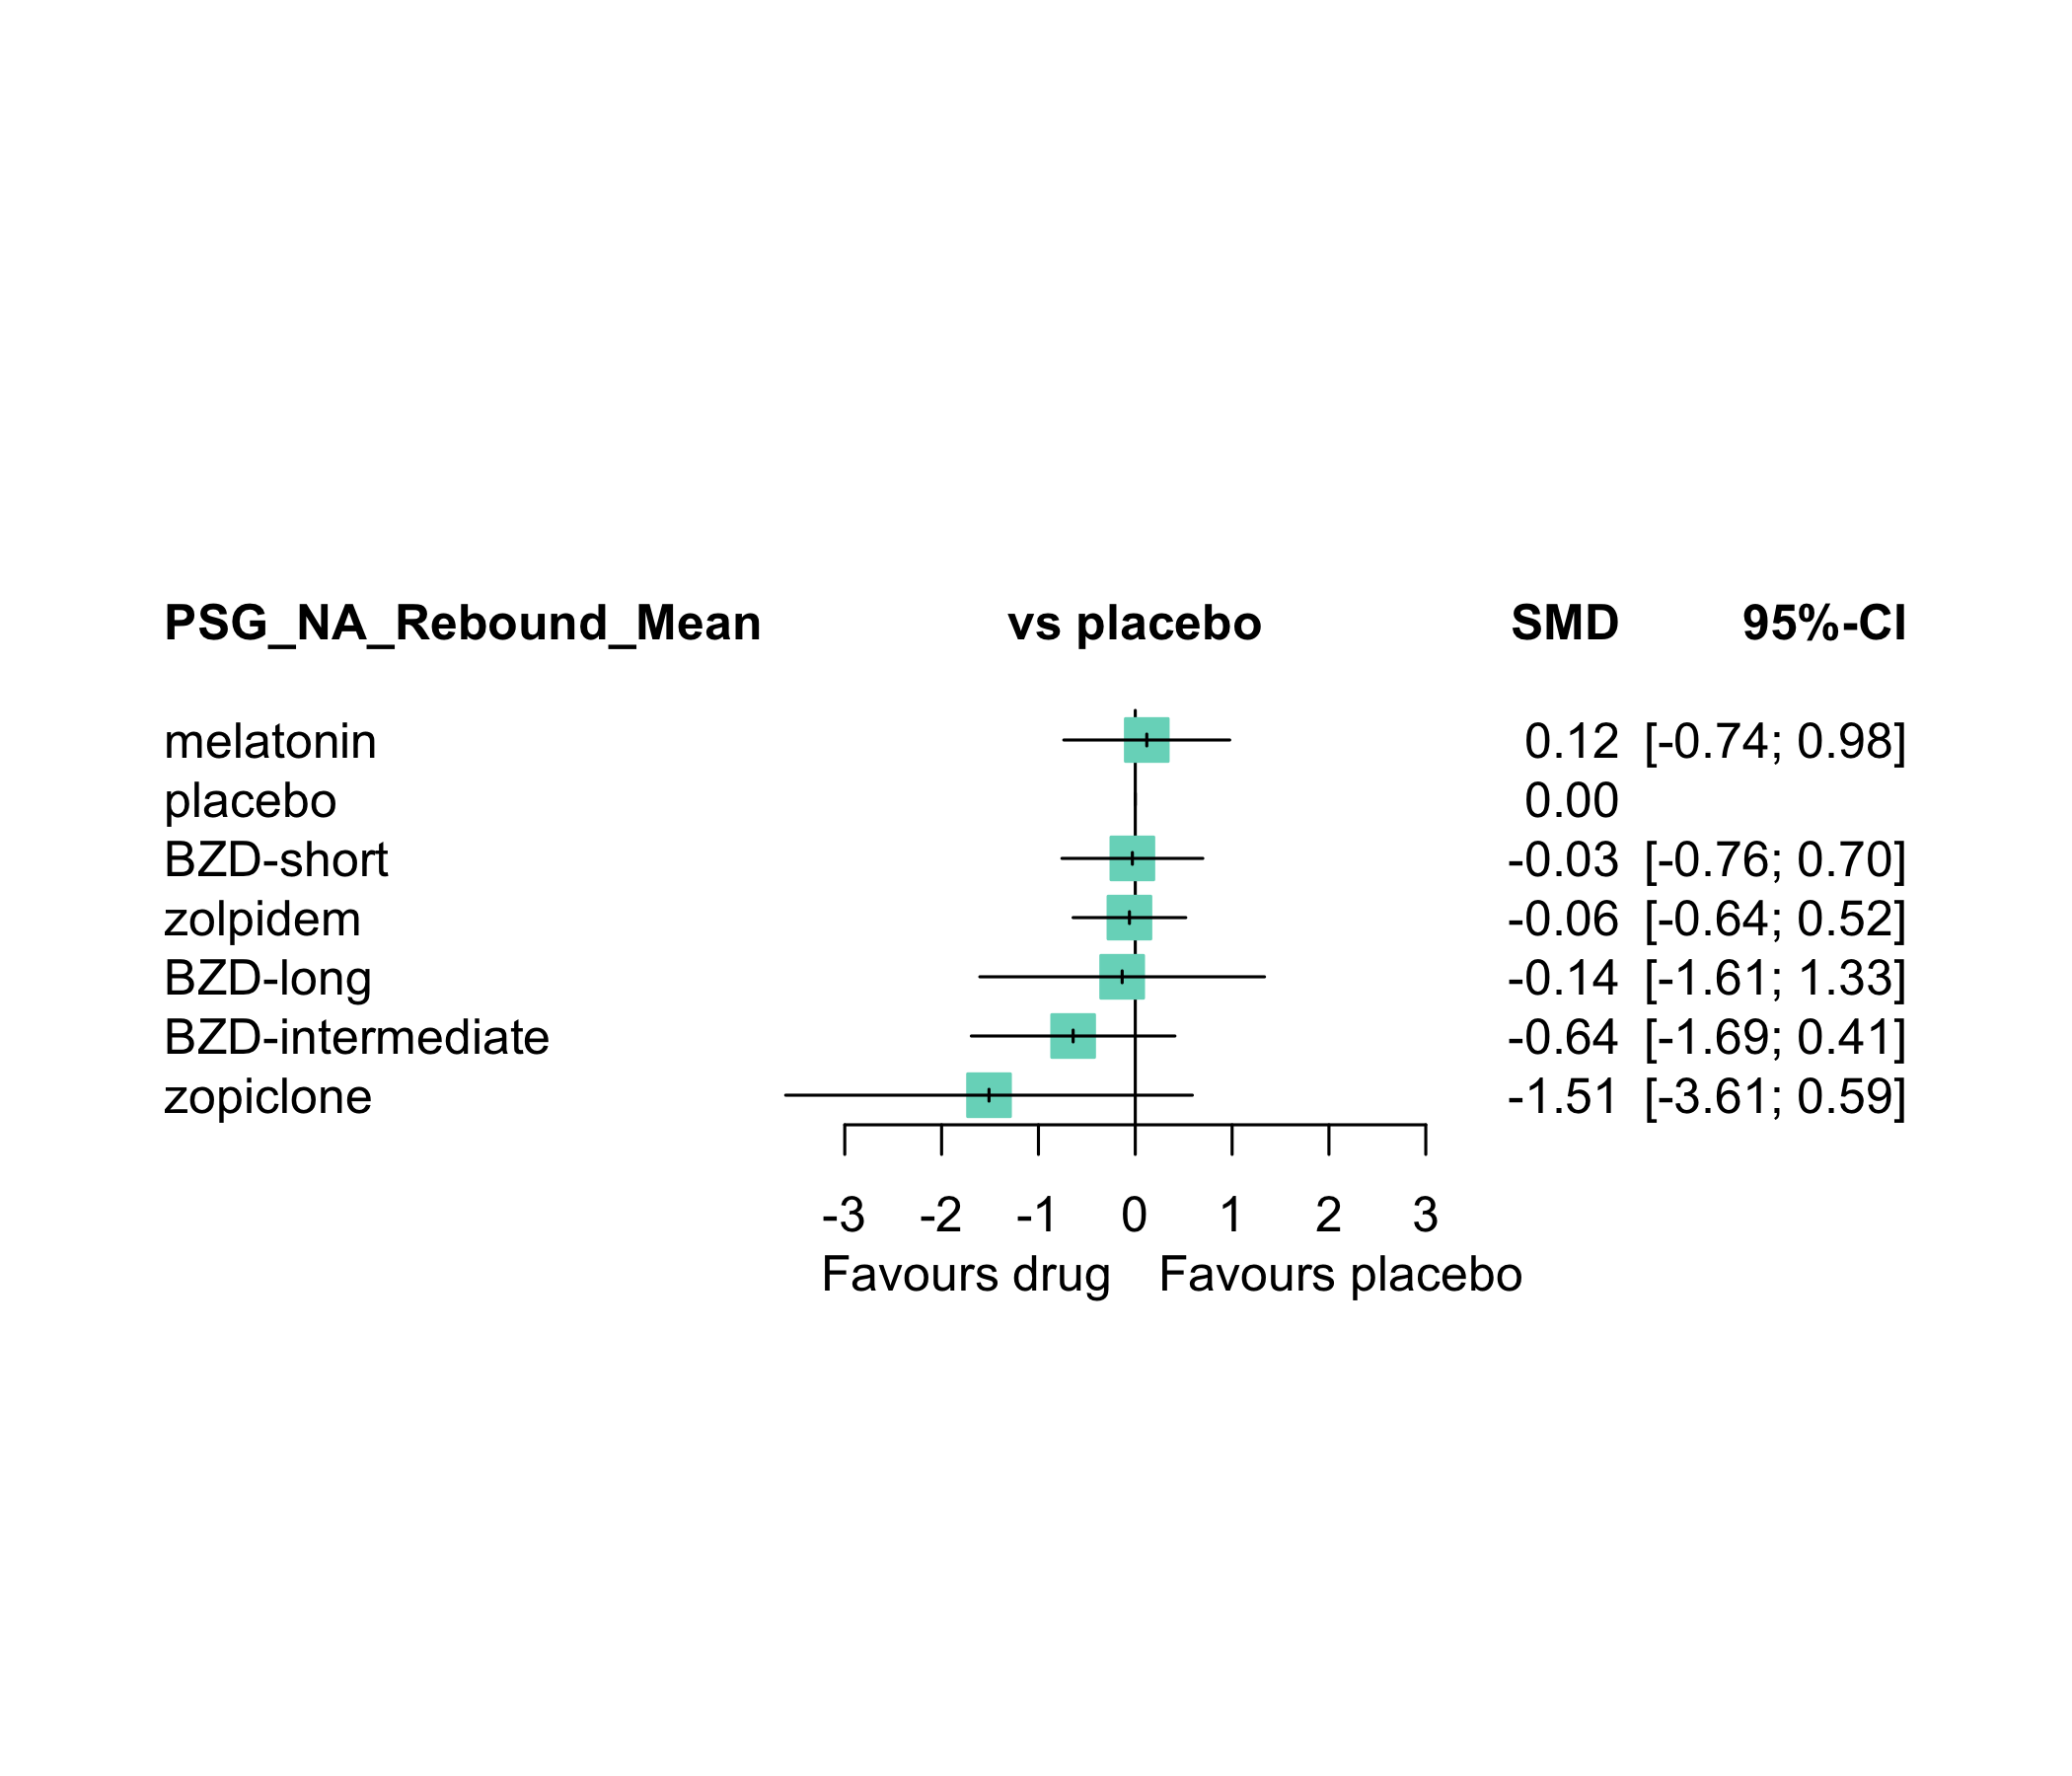 PSG_NA_Rebound_Mean vs placebo SMD 95%-CI
melatonin 0.12 [-0.74; 0.98]
placebo 0.00
BZD-short -0.03 [-0.76; 0.70]
zolpidem -0.06 [-0.64; 0.52]
BZD-long -0.14 [-1.61; 1.33]
BZD-intermediate -0.64 [-1.69; 0.41]
zopiclone -1.51 [-3.61; 0.59]
-3 -2 -1 0 1 2 3
Favours drug Favours placebo